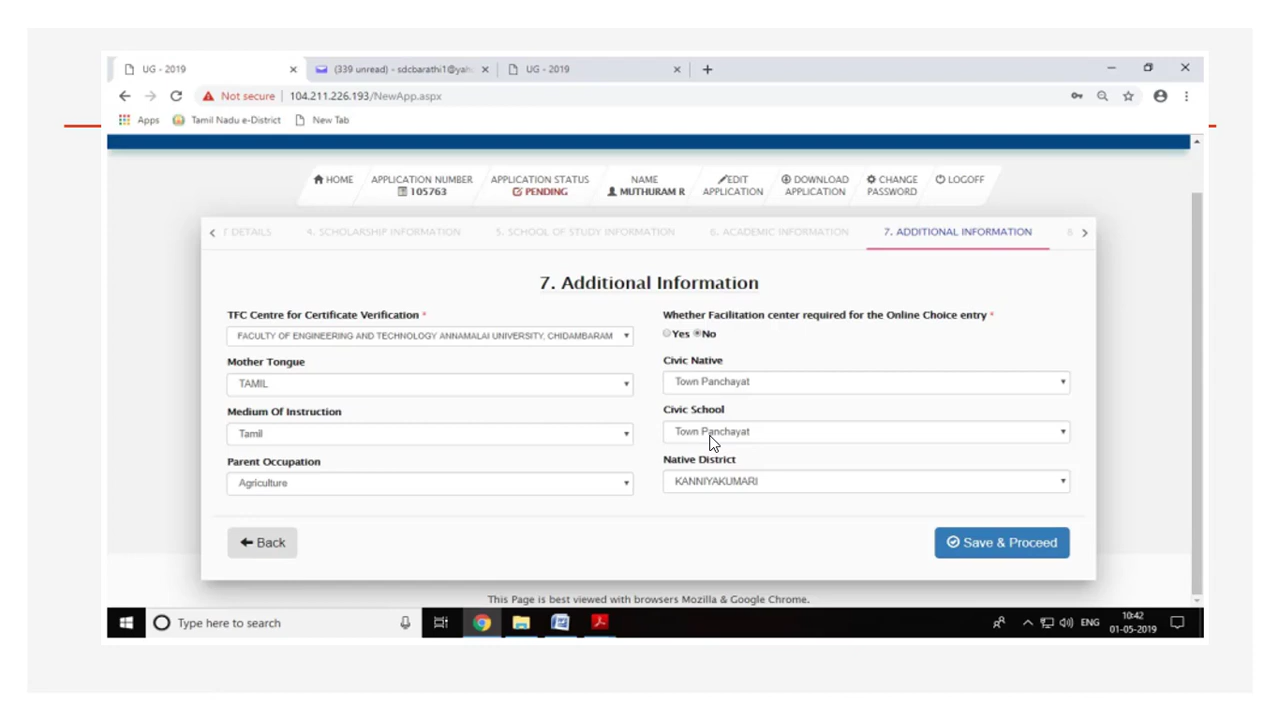 UG - 2019
(339 unread) - sdcbarathi1@yah
UG - 2019
Not secure | 104.211.226.193/NewApp.aspx
Apps Tamil Nadu e-District New Tab
HOME
APPLICATION NUMBER
105763
APPLICATION STATUS
PENDING
NAME
MUTHURAM R
EDIT
APPLICATION
DOWNLOAD
APPLICATION
CHANGE
PASSWORD
LOGOFF
T DETAILS 4. SCHOLARSHIP INFORMATION 5. SCHOOL OF STUDY INFORMATION 6. ACADEMIC INFORMATION 7. ADDITIONAL INFORMATION 8
7. Additional Information
TFC Centre for Certificate Verification *
FACULTY OF ENGINEERING AND TECHNOLOGY ANNAMALAI UNIVERSITY, CHIDAMBARAM
Whether Facilitation center required for the Online Choice entry *
Yes No
Mother Tongue
TAMIL
Civic Native
Town Panchayat
Medium Of Instruction
Tamil
Civic School
Town Panchayat
Parent Occupation
Agriculture
Native District
KANNIYAKUMARI
Back
Save & Proceed
This Page is best viewed with browsers Mozilla & Google Chrome.
Type here to search
ENG
10:42
01-05-2019